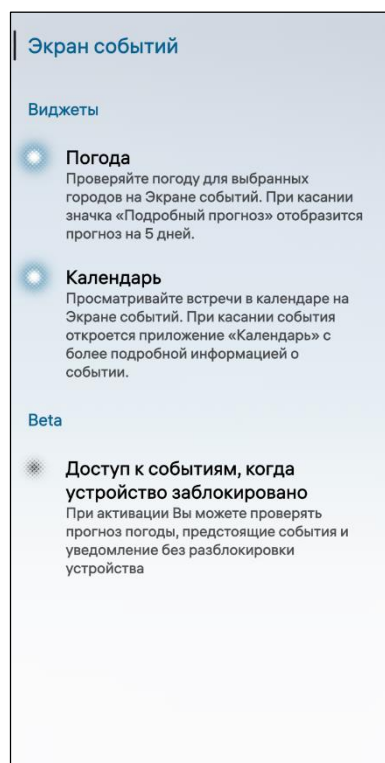 Экран событий
Виджеты
Погода
Проверяйте погоду для выбранных
городов на Экране событий. При касании
значка «Подробный прогноз» отобразится
прогноз на 5 дней.
Календарь
Просматривайте встречи в календаре на
Экране событий. При касании события
откроется приложение «Календарь» с
более подробной информацией о
событии.
Beta
Доступ к событиям, когда
устройство заблокировано
При активации Вы можете проверять
прогноз погоды, предстоящие события и
уведомление без разблокировки
устройства